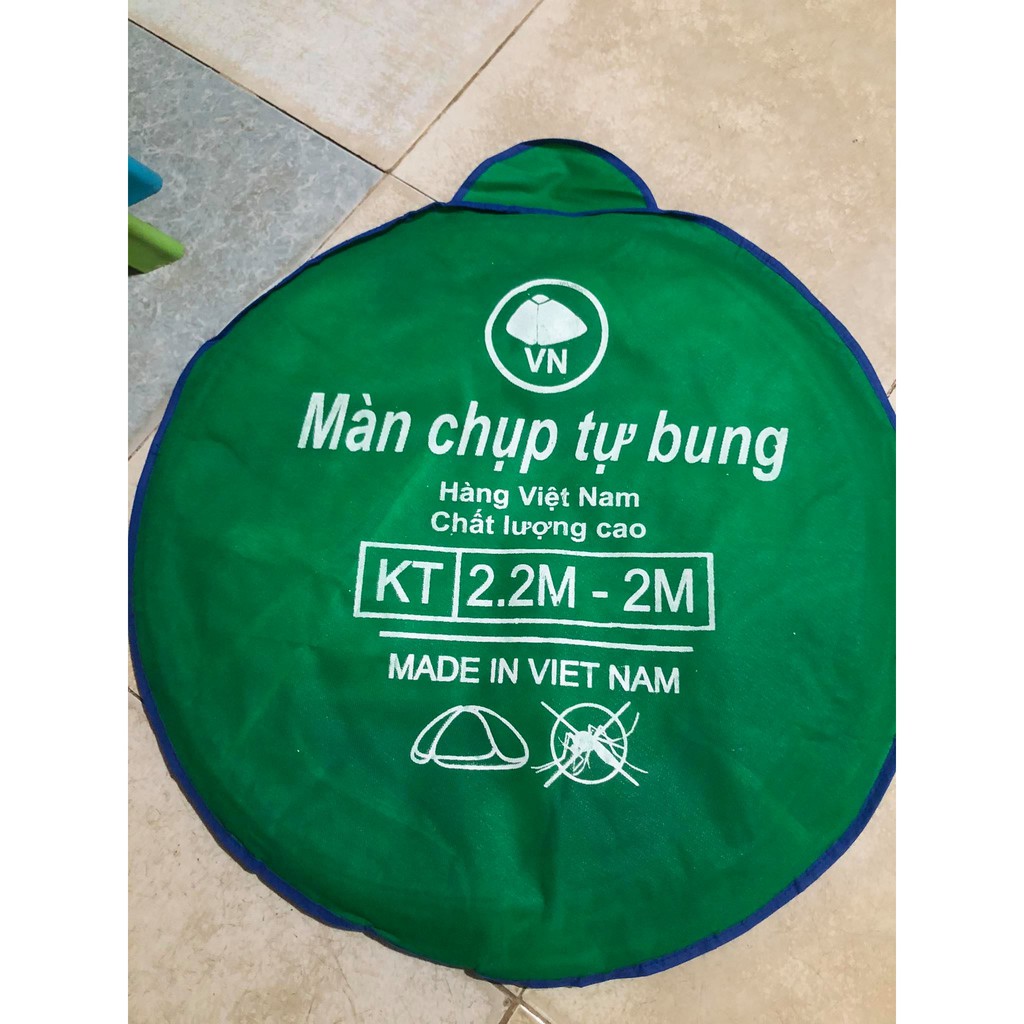 VN
Màn chụp tự bung
Hàng Việt Nam
Chất lượng cao
KT 2.2M - 2M
MADE IN VIET NAM